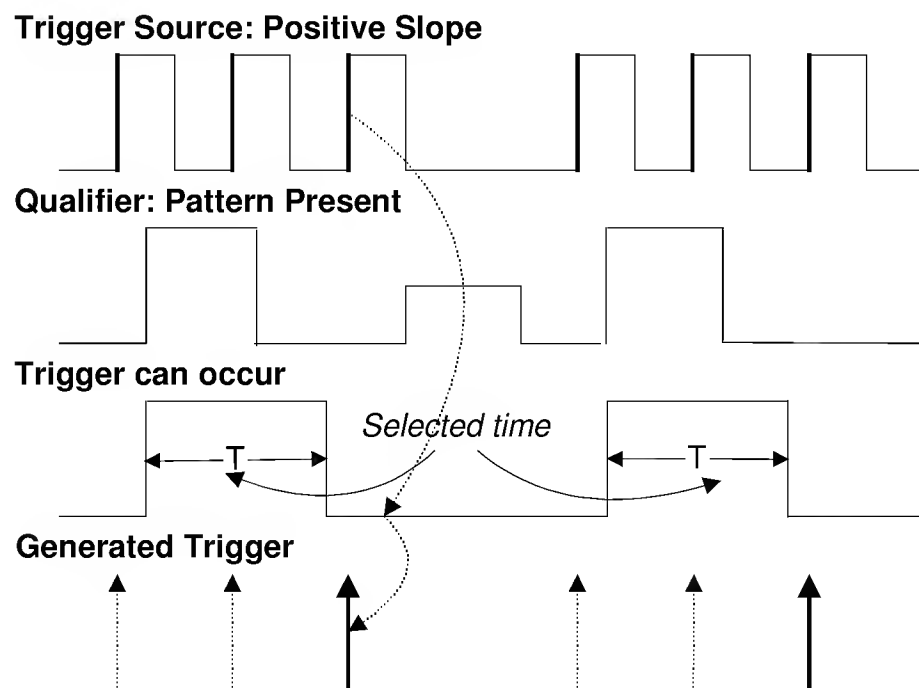 Trigger Source: Positive Slope
Qualifier: Pattern Present
Trigger can occur
Selected time
T
T
Generated Trigger